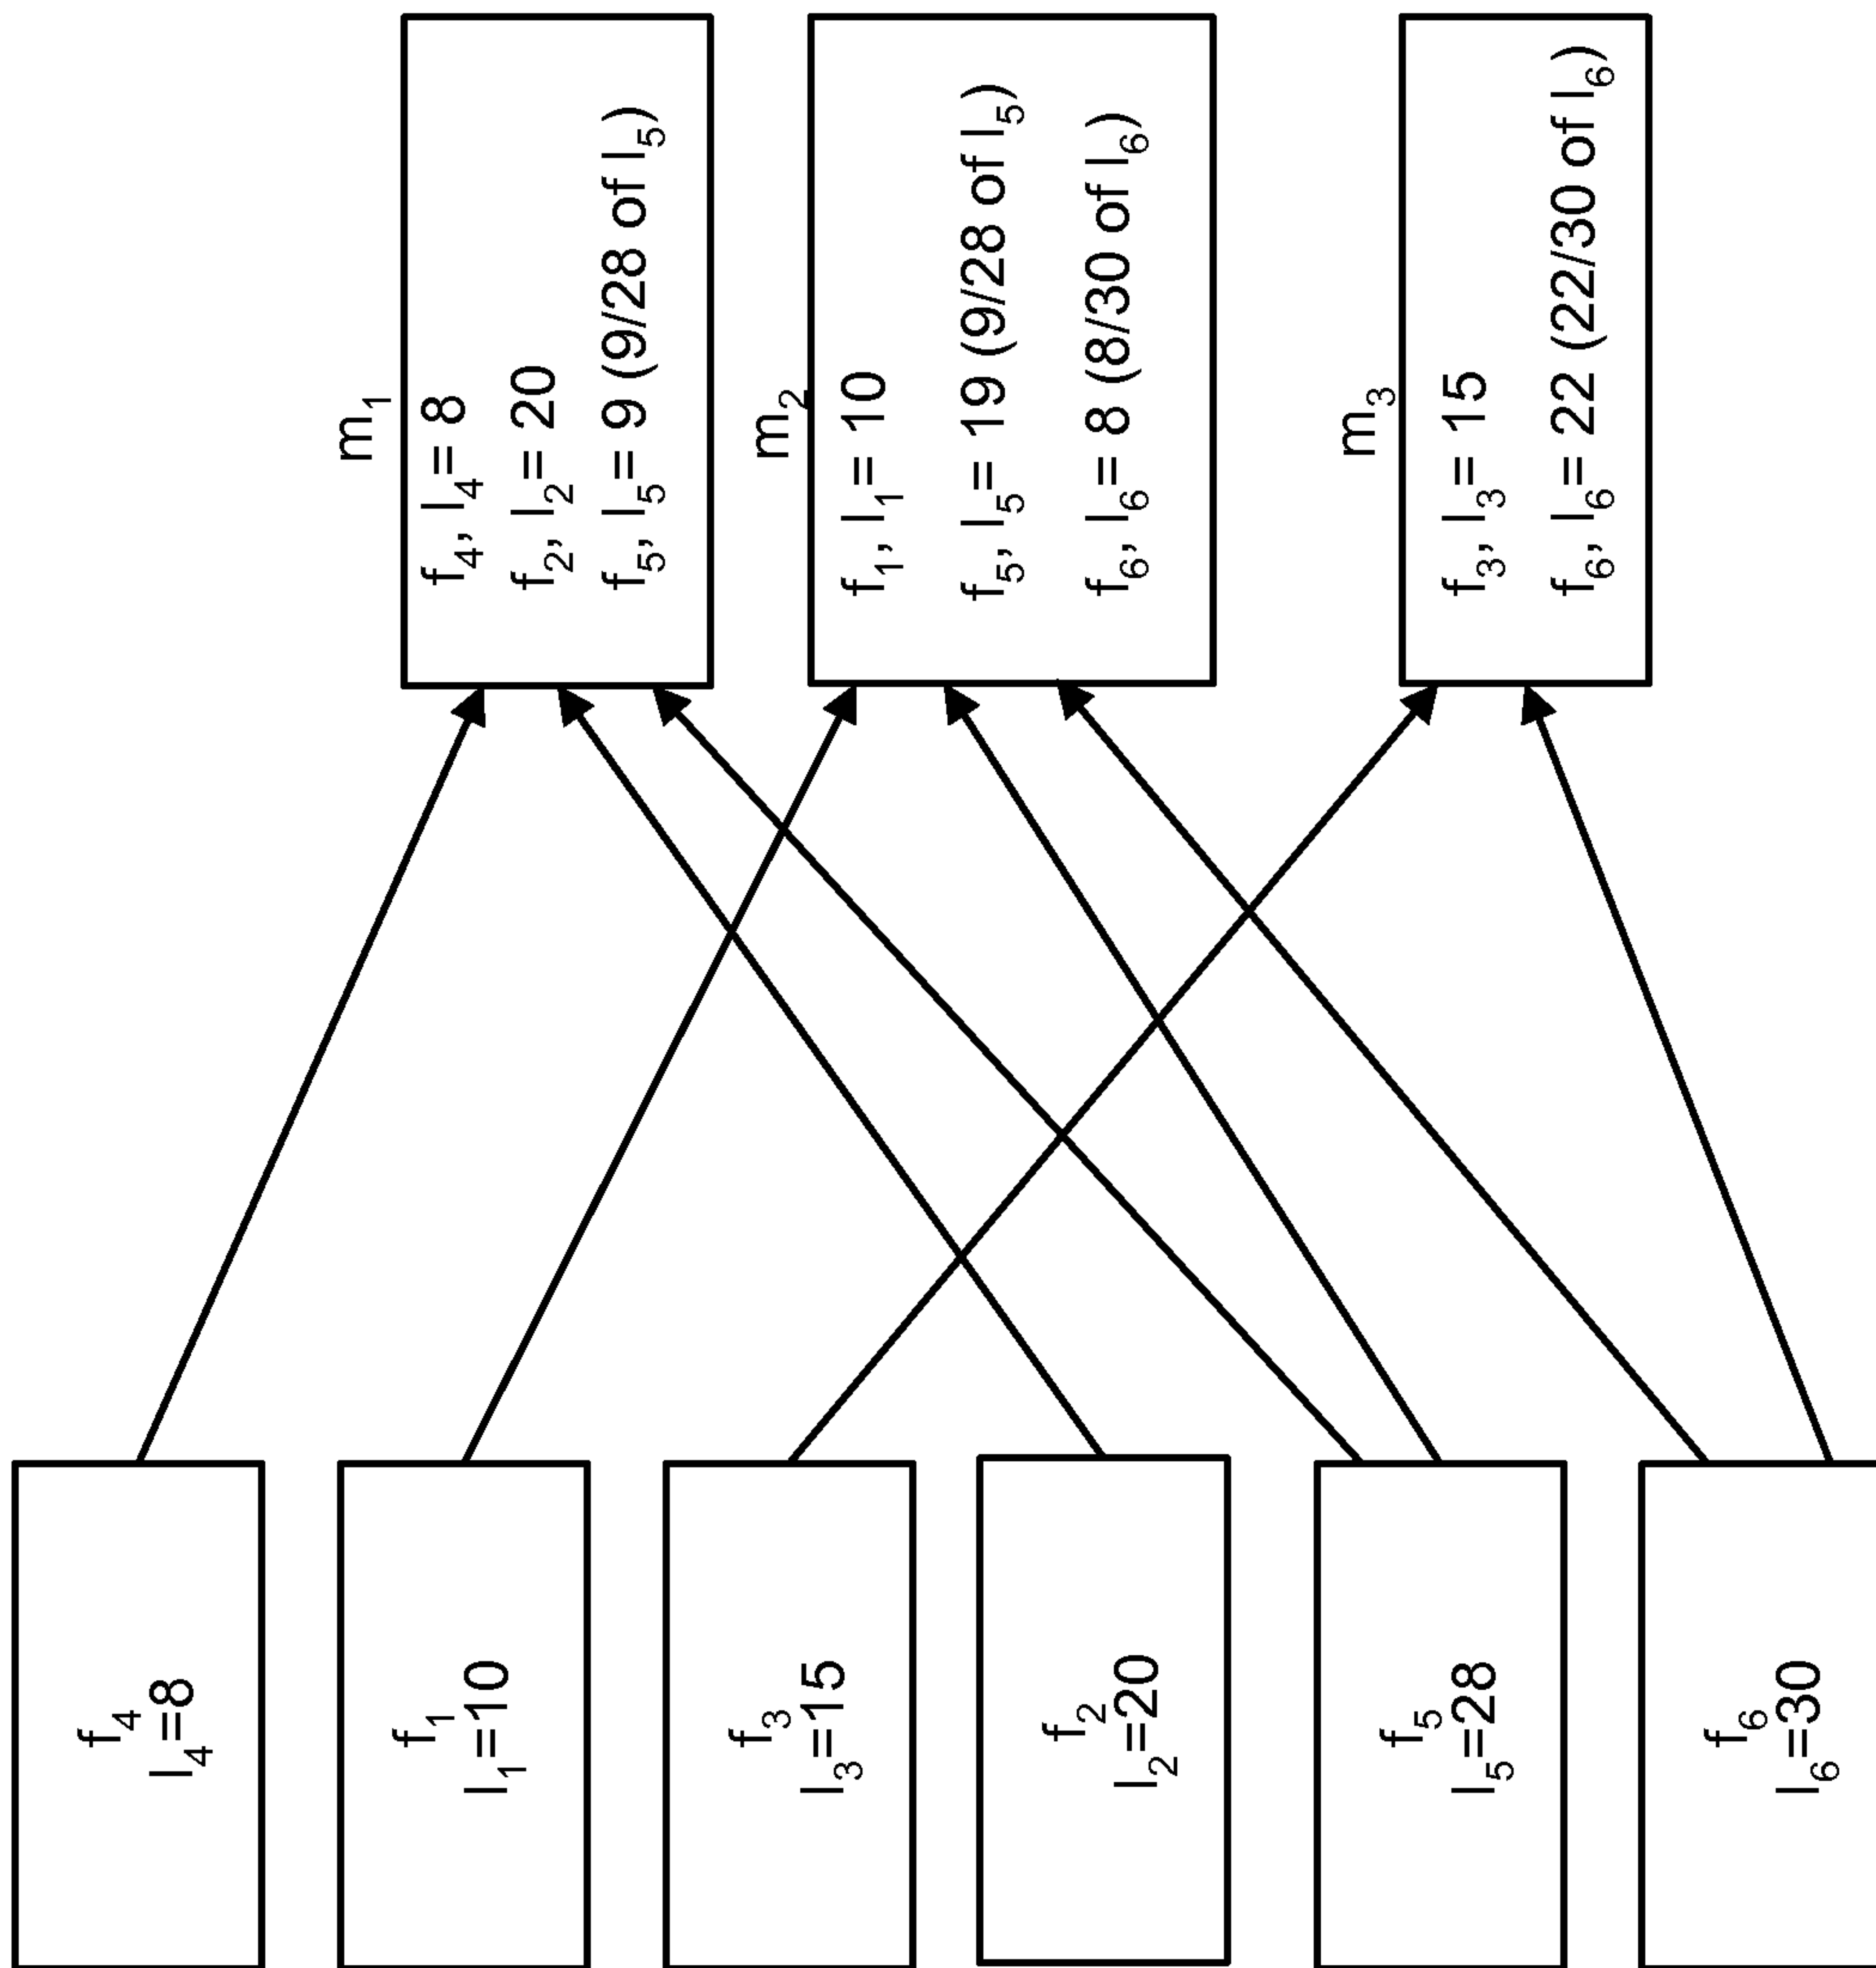 m1
f4, l4= 8
f2, l2= 20
f5, l5= 9 (9/28 of l5)
m2
f1, l1= 10
f5, l5= 19 (9/28 of l5)
f6, l6= 8 (8/30 of l6)
m3
f3, l3= 15
f6, l6= 22 (22/30 of l6)
f4
l4=8
f1
l1=10
f3
l3=15
f2
l2=20
f5
l5=28
f6
l6=30